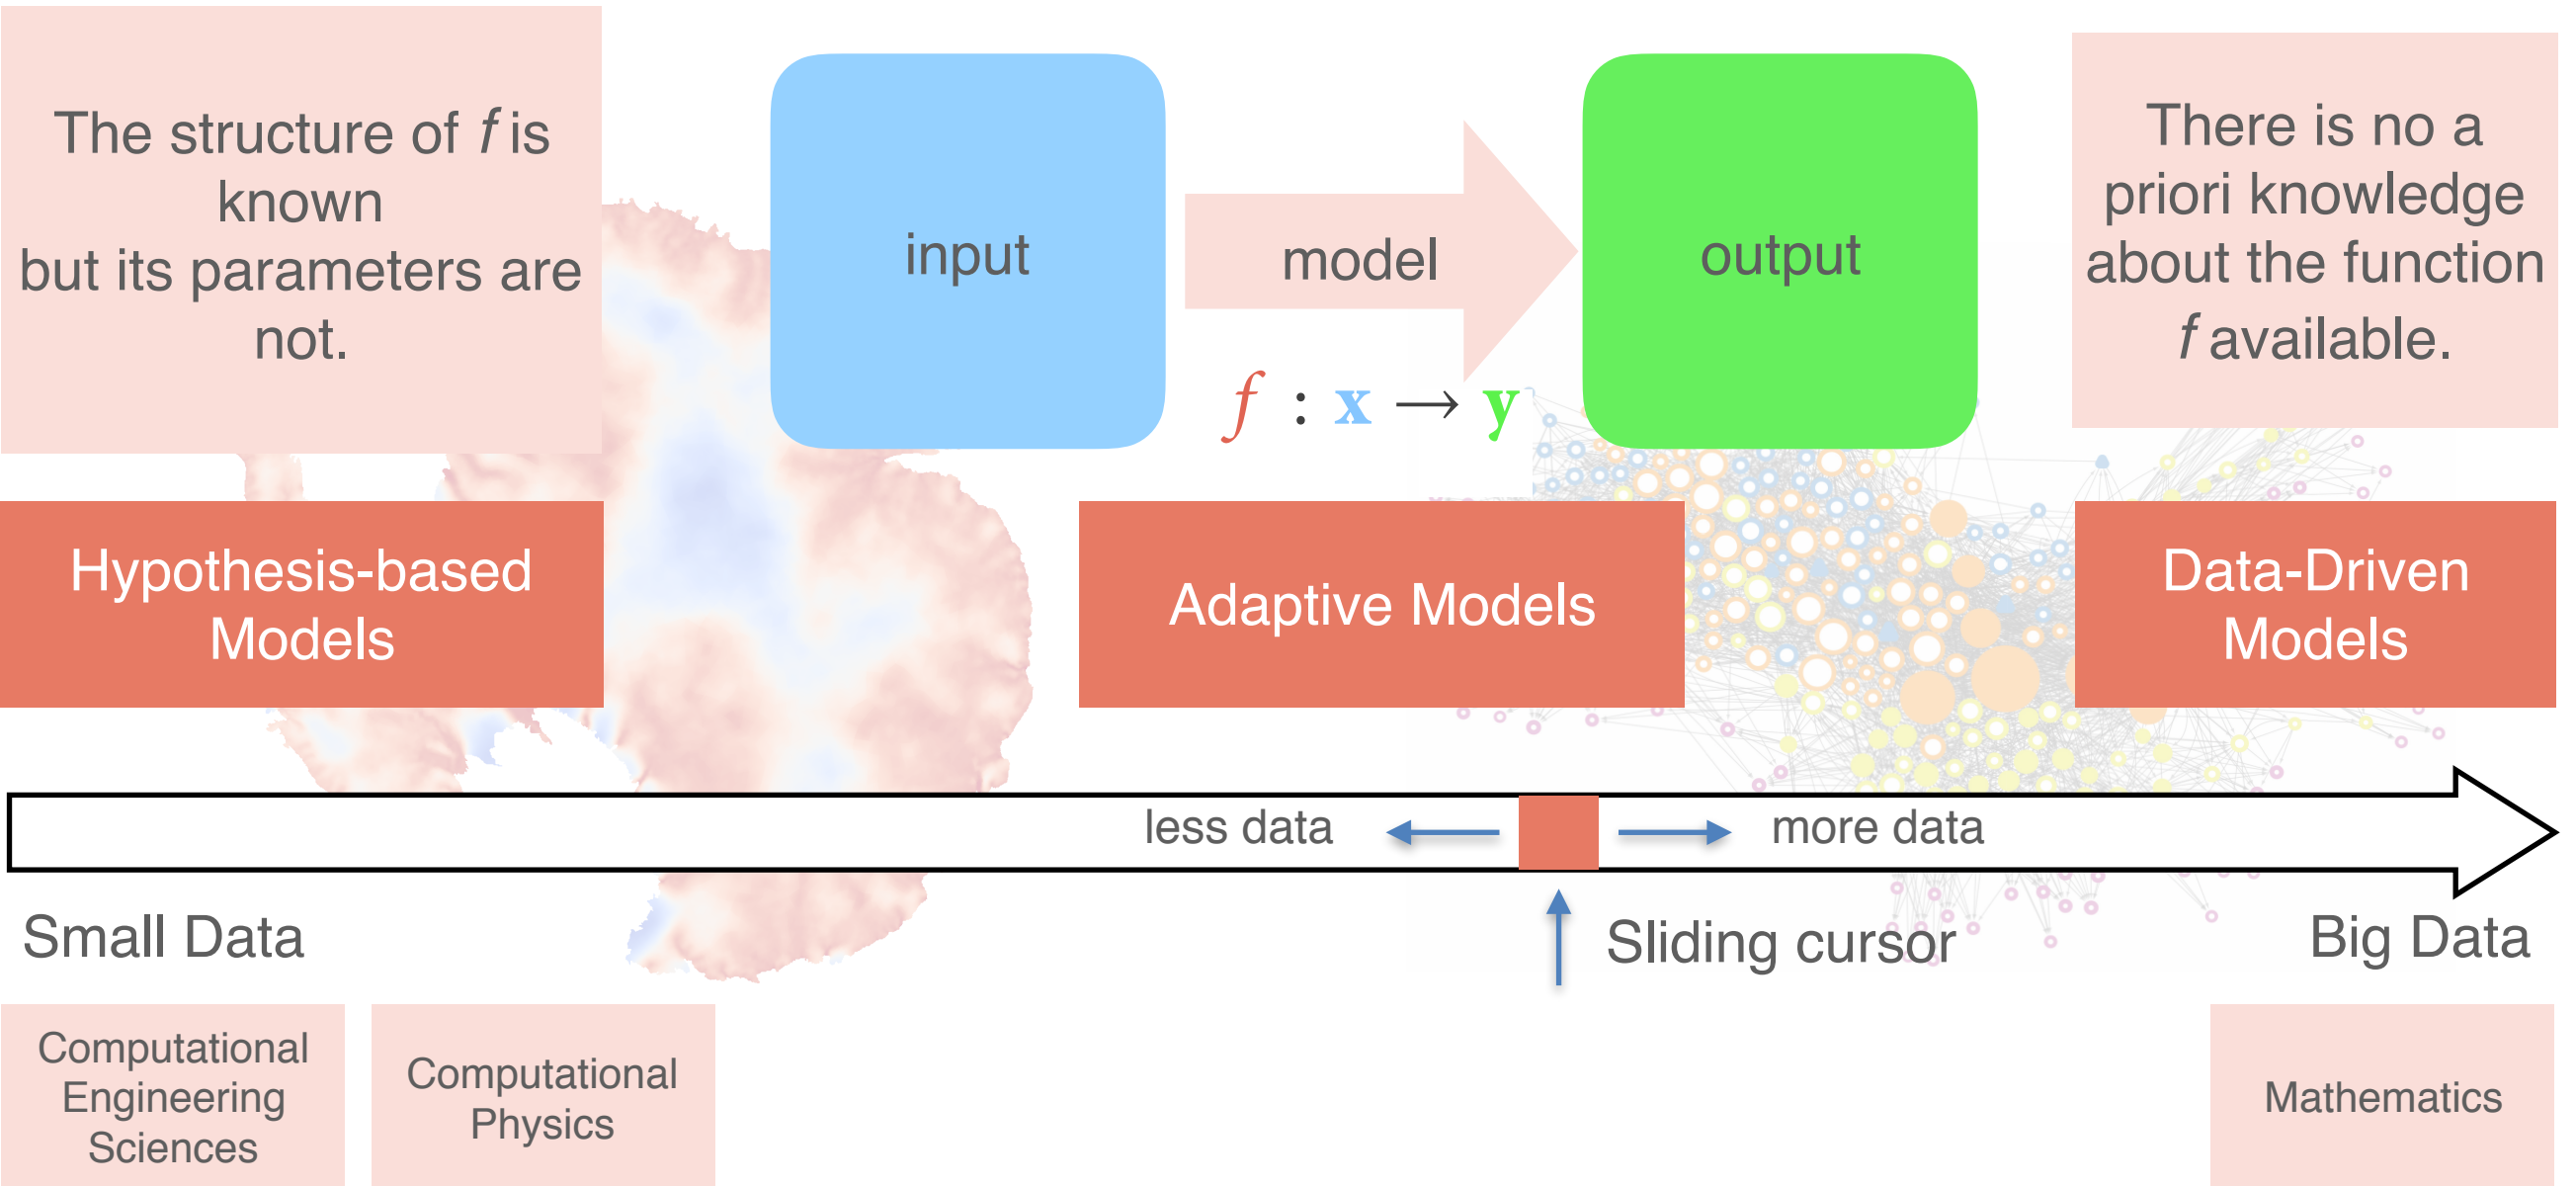 The structure of f is
known
but its parameters are
not.
input
model
f : x → y
output
There is no a
priori knowledge
about the function
f available.
Hypothesis-based
Models
Adaptive Models
Data-Driven
Models
less data
more data
Small Data
Sliding cursor
Big Data
Computational
Engineering
Sciences
Computational
Physics
Mathematics